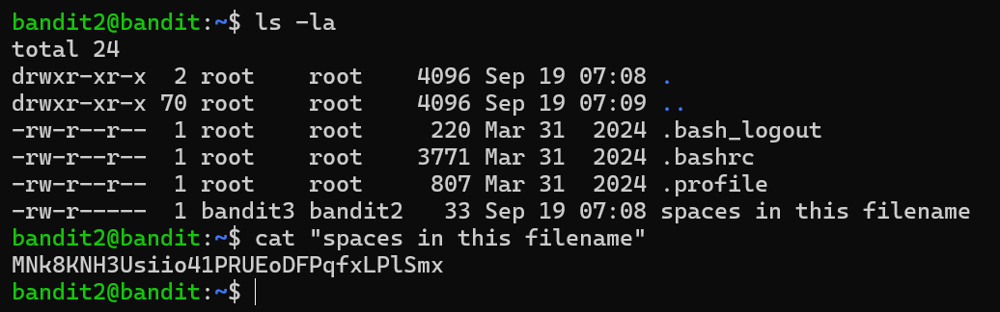 bandit2@bandit:~$ ls -la
total 24
drwxr-xr-x  2 root    root    4096 Sep 19 07:08 .
drwxr-xr-x 70 root    root    4096 Sep 19 07:09 ..
-rw-r--r--  1 root    root     220 Mar 31  2024 .bash_logout
-rw-r--r--  1 root    root    3771 Mar 31  2024 .bashrc
-rw-r--r--  1 root    root     807 Mar 31  2024 .profile
-rw-r-----  1 bandit3 bandit2   33 Sep 19 07:08 spaces in this filename
bandit2@bandit:~$ cat "spaces in this filename"
MNk8KNH3Usiio41PRUEoDFPqfxLPlSmx
bandit2@bandit:~$